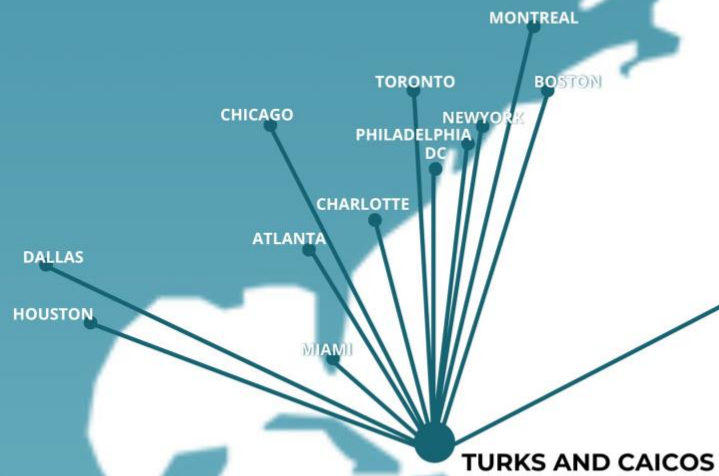 MONTREAL
TORONTO
BOSTON
CHICAGO
NEWYORK
PHILADELPHIA
DC
CHARLOTTE
ATLANTA
DALLAS
HOUSTON
MIAMI
TURKS AND CAICOS